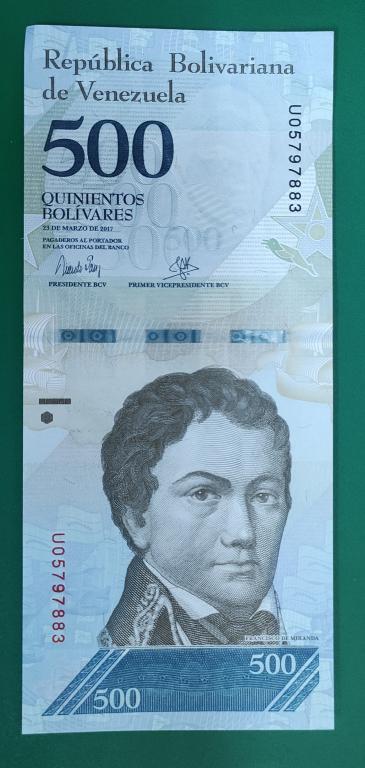 República Bolivariana
de Venezuela
500
QUINIENTOS
BOLÍVARES
23 DE MARZO DE 2017
PAGADEROS AL PORTADOR
EN LAS OFICINAS DEL BANCO
PRESIDENTE BCV PRIMER VICEPRESIDENTE BCV
U05797883
500
U05797883
FRANCISCO DE MIRANDA
500
500